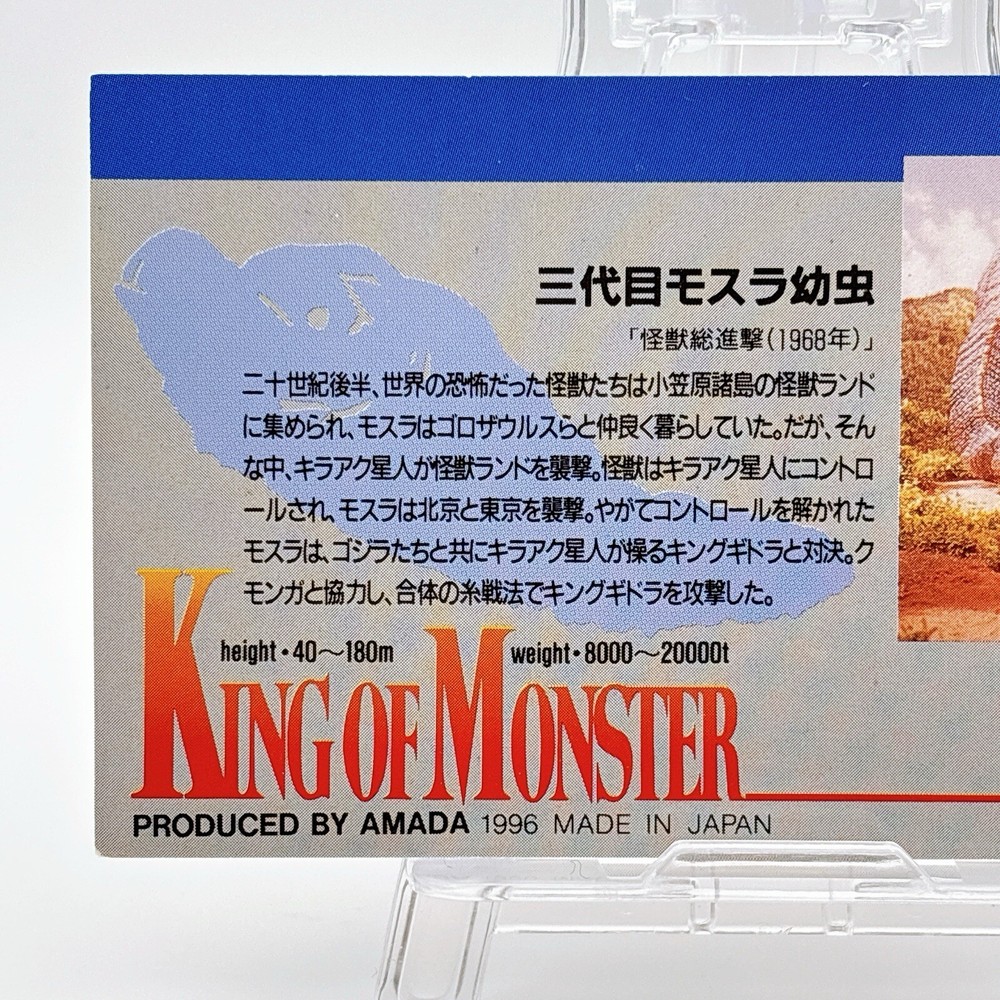 三代目モスラ幼虫
「怪獣総進撃(1968年)」
二十世紀後半、世界の恐怖だった怪獣たちは小笠原諸島の怪獣ランド
に集められ、モスラはゴロザウルスらと仲良く暮らしていた。だが、そん
な中、キラアク星人が怪獣ランドを襲撃。怪獣はキラアク星人にコントロ
ールされ、モスラは北京と東京を襲撃。やがてコントロールを解かれた
モスラは、ゴジラたちと共にキラアク星人が操るキングギドラと対決。ク
モンガと協力し、合体の糸戦法でキングギドラを攻撃した。
height・40〜180m weight・8000〜20000t
KING OF MONSTER
PRODUCED BY AMADA 1996 MADE IN JAPAN